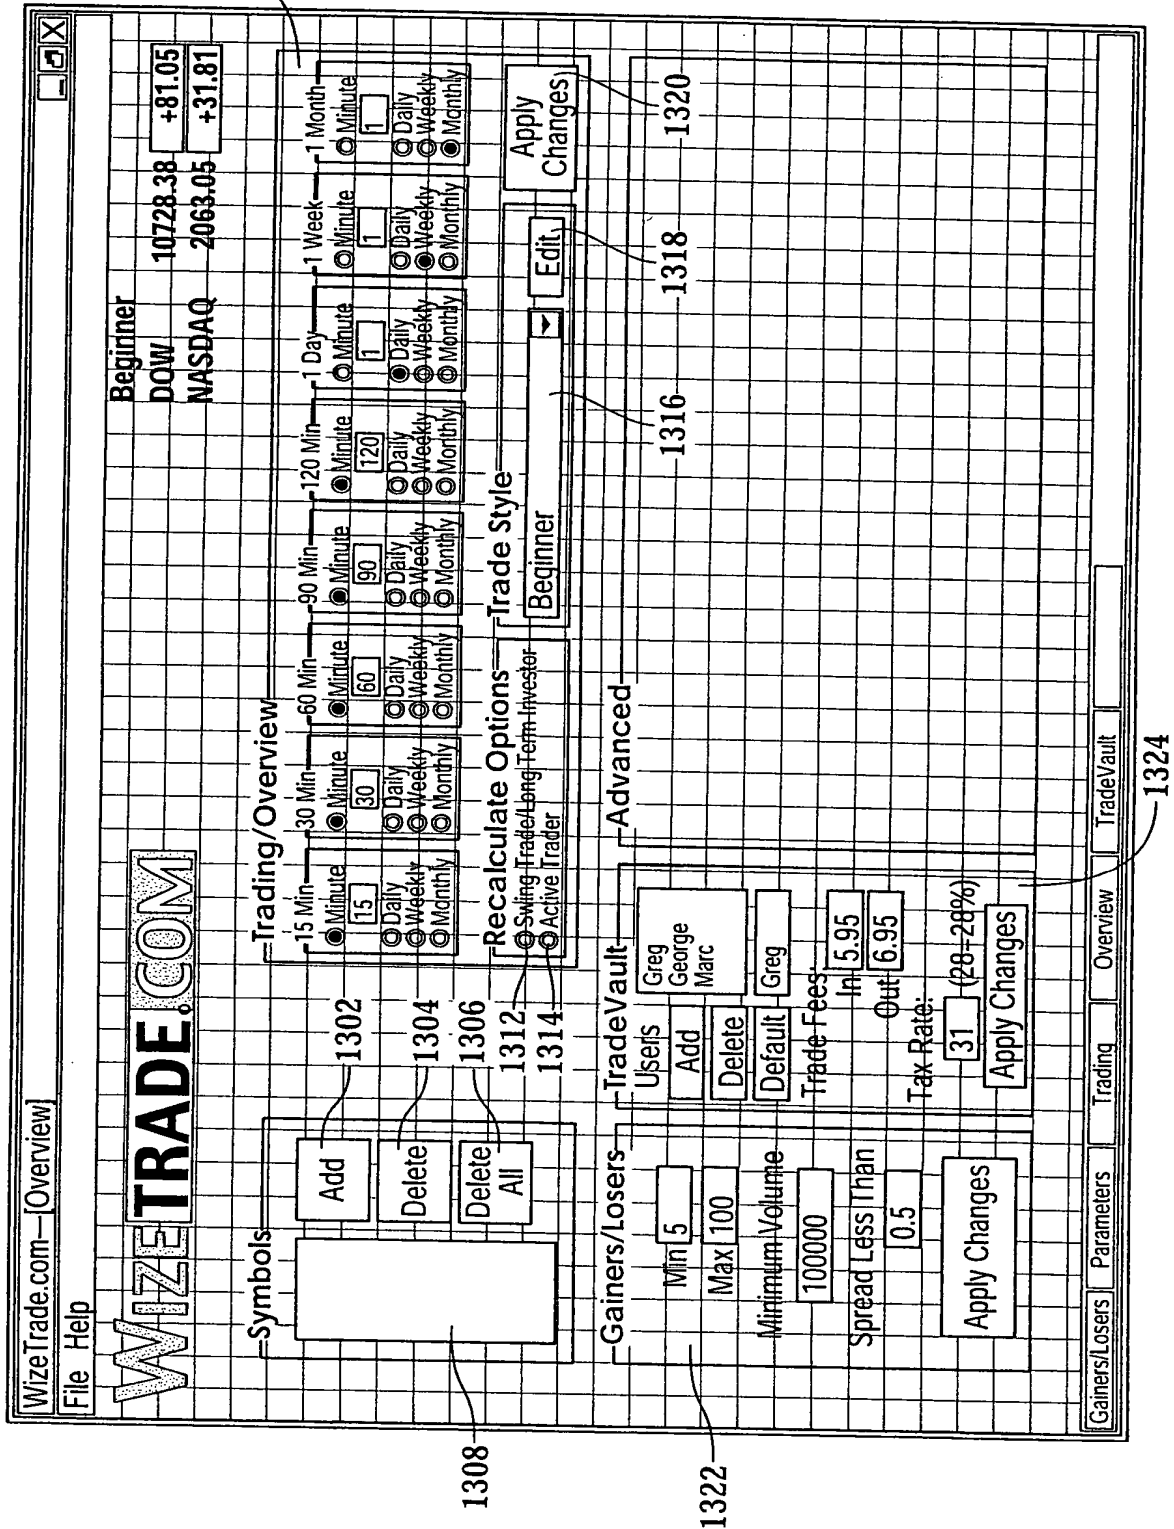 WizeTrade.com—[Overview]
File Help
WIZETRADE.COM
Beginner
DOW 10728.38 +81.05
NASDAQ 2063.05 +31.81
Symbols
Add
Delete
Delete
All
1302
1304
1306
1308
Trading/Overview
15 Min 30 Min 60 Min 90 Min 120 Min 1 Day 1 Week 1 Month
Minute Minute Minute Minute Minute Minute Minute Minute
15 30 60 90 120 1 1 1
Daily Daily Daily Daily Daily Daily Daily Daily
Weekly Weekly Weekly Weekly Weekly Weekly Weekly Weekly
Monthly Monthly Monthly Monthly Monthly Monthly Monthly Monthly
Recalculate Options
Swing Trade/Long Term Investor
Active Trader
1312
1314
Trade Style
Beginner
Edit
Apply
Changes
1316
1318
1320
Gainers/Losers
Min 5
Max 100
Minimum Volume
100000
Spread Less Than
0.5
Apply Changes
1322
TradeVault
Users
Greg
George
Marc
Add
Delete
Default Greg
Trade Fees:
In 5.95
Out 6.95
Tax Rate:
31 (28-28%)
Apply Changes
1324
Advanced
Gainers/Losers Parameters Trading Overview TradeVault